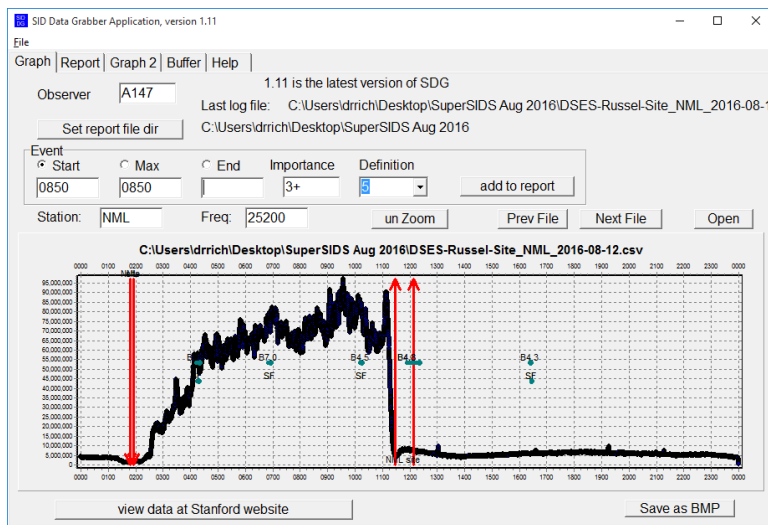 SID Data Grabber Application, version 1.11
File
Graph Report Graph 2 Buffer Help
1.11 is the latest version of SDG
Observer A147
Last log file: C:\Users\drrich\Desktop\SuperSIDS Aug 2016\DSES-Russel-Site_NML_2016-08-1
Set report file dir C:\Users\drrich\Desktop\SuperSIDS Aug 2016
Event
Start Max End Importance Definition
0850 0850 3+ 5 add to report
Station: NML Freq: 25200 un Zoom Prev File Next File Open
C:\Users\drrich\Desktop\SuperSIDS Aug 2016\DSES-Russel-Site_NML_2016-08-12.csv
0000 0100 0200 0300 0400 0500 0600 0700 0800 0900 1000 1100 1200 1300 1400 1500 1600 1700 1800 1900 2000 2100 2200 2300 0000
95,000.000
90,000.000
85,000.000
80,000.000
75,000.000
70,000.000
65,000.000
60,000.000
55,000.000 B7.0 B4.5 B4.3
50,000.000
45,000.000 SF SF SF
40,000.000
35,000.000
30,000.000
25,000.000
20,000.000
15,000.000
10,000.000
5,000.000
0
0000 0100 0200 0300 0400 0500 0600 0700 0800 0900 1000 1100 1200 1300 1400 1500 1600 1700 1800 1900 2000 2100 2200 2300 0000
view data at Stanford website Save as BMP